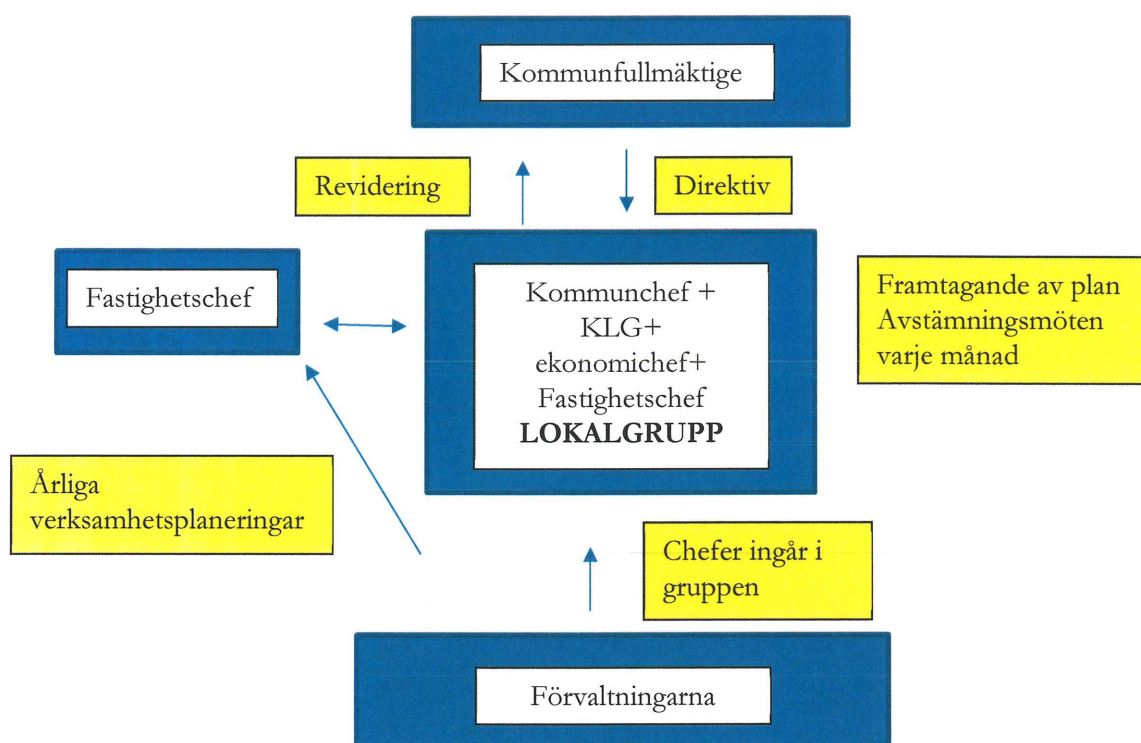 Kommunfullmäktige
Revidering
Direktiv
Fastighetschef
Kommunchef +
KLG+
ekonomichef+
Fastighetschef
LOKALGRUPP
Framtagande av plan
Avstämningsmöten
varje månad
Årliga
verksamhetsplaneringar
Chefer ingår i
gruppen
Förvaltningarna